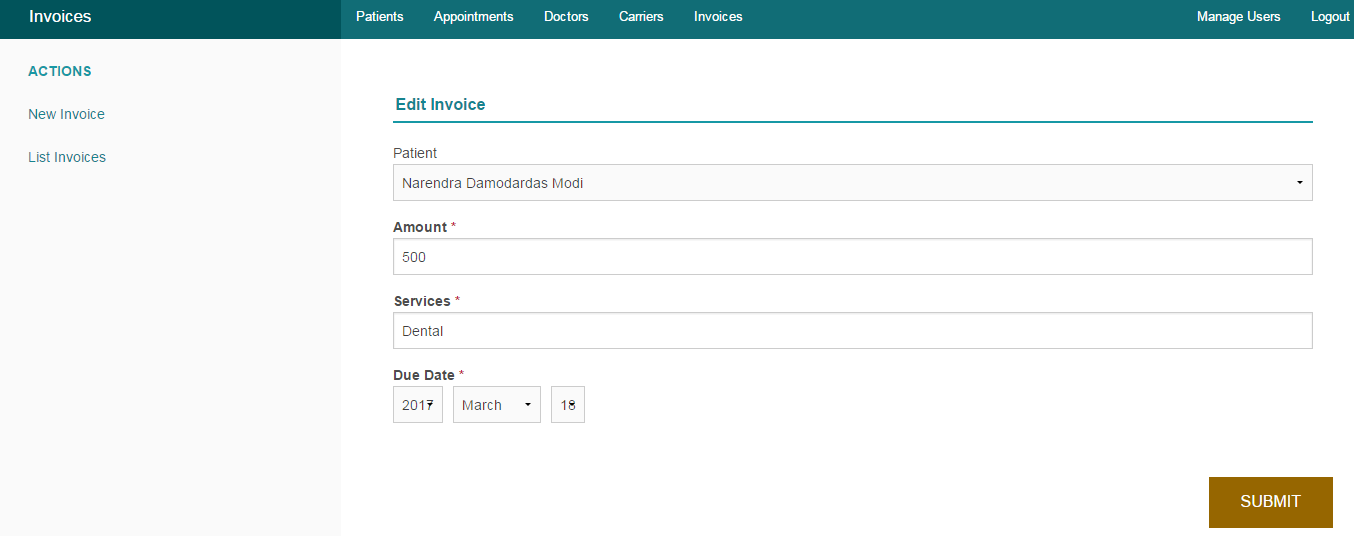 Invoices
Patients Appointments Doctors Carriers Invoices Manage Users Logout
ACTIONS
New Invoice
List Invoices
Edit Invoice
Patient
Narendra Damodardas Modi
Amount *
500
Services *
Dental
Due Date *
2017 March 18
SUBMIT